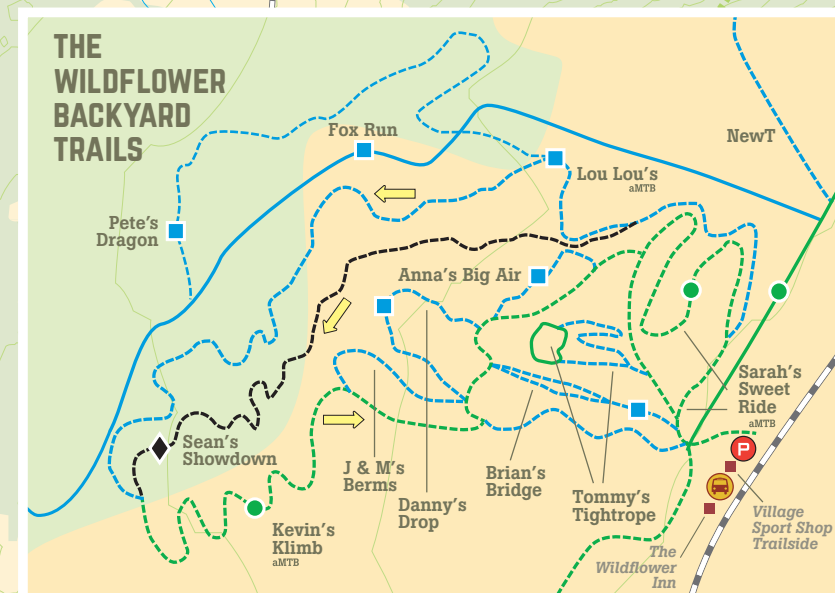 THE
WILDFLOWER
BACKYARD
TRAILS
NewT
Fox Run
Lou Lou's
aMTB
Pete's
Dragon
Anna's Big Air
Sarah's
Sweet
Ride
aMTB
Sean's
Showdown
P
J & M's
Berms
Danny's
Drop
Brian's
Bridge
Tommy's
Tightrope
Kevin's
Klimb
aMTB
Village
Sport Shop
Trailside
The
Wildflower
Inn